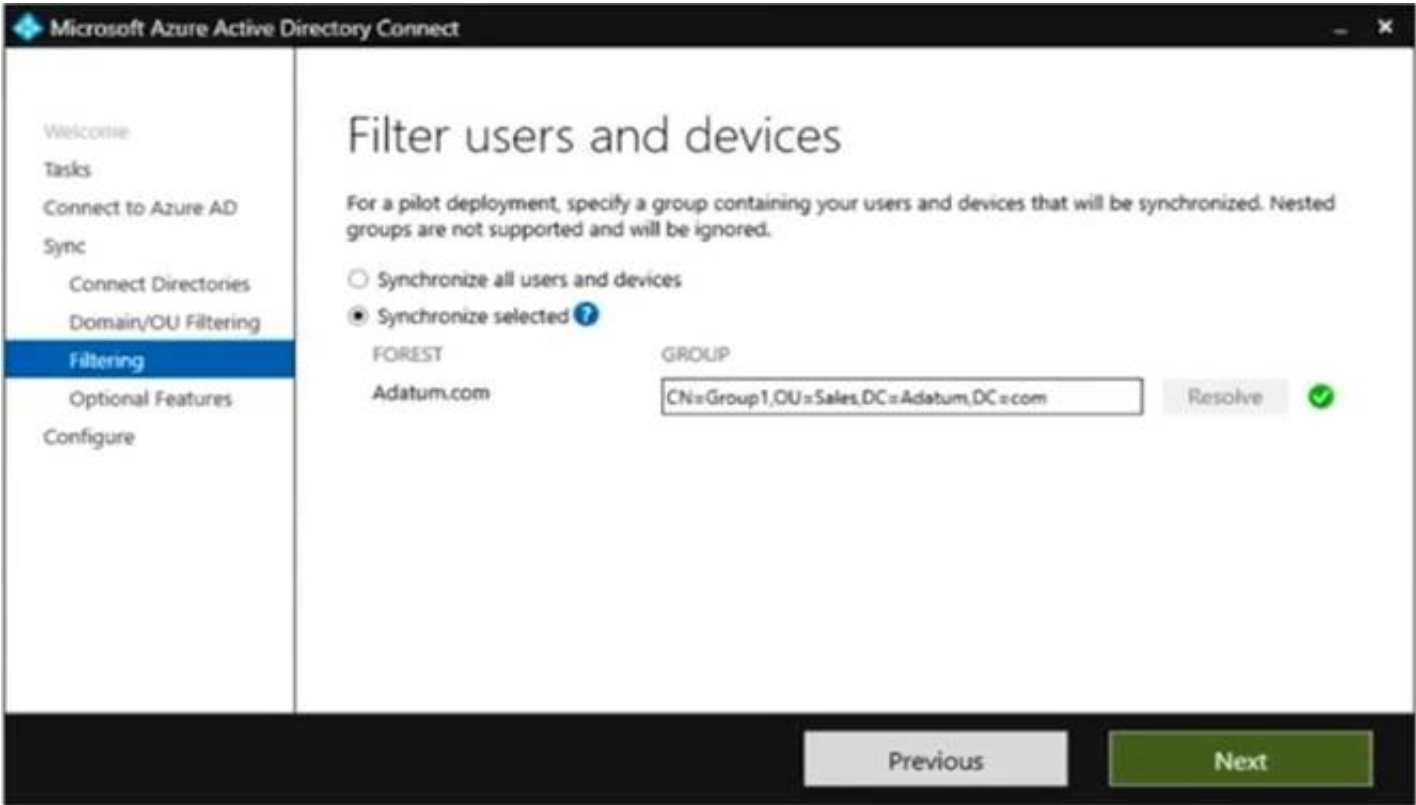 Microsoft Azure Active Directory Connect
Welcome
Tasks
Connect to Azure AD
Sync
Connect Directories
Domain/OU Filtering
Filtering
Optional Features
Configure
Filter users and devices
For a pilot deployment, specify a group containing your users and devices that will be synchronized. Nested
groups are not supported and will be ignored.
Synchronize all users and devices
Synchronize selected ?
FOREST GROUP
Adatum.com CN=Group1,OU=Sales,DC=Adatum,DC=com Resolve
Previous Next